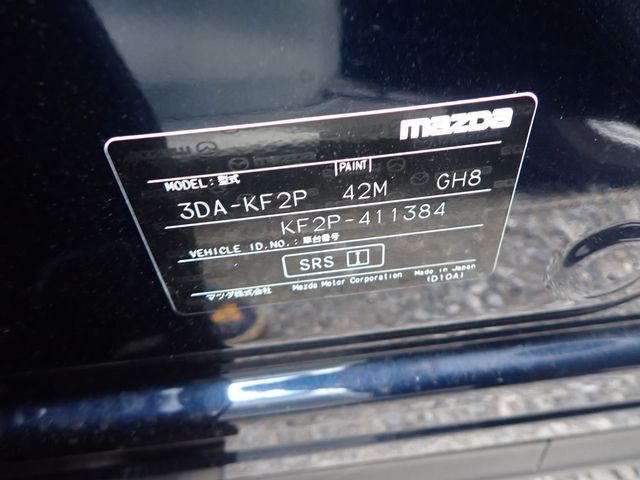 mazda
MODEL:型式 PAINT
3DA-KF2P 42M GH8
KF2P-411384
VEHICLE ID.NO.:車台番号
SRS I
マツダ株式会社 Mazda Motor Corporation Made in Japan
(D10A)